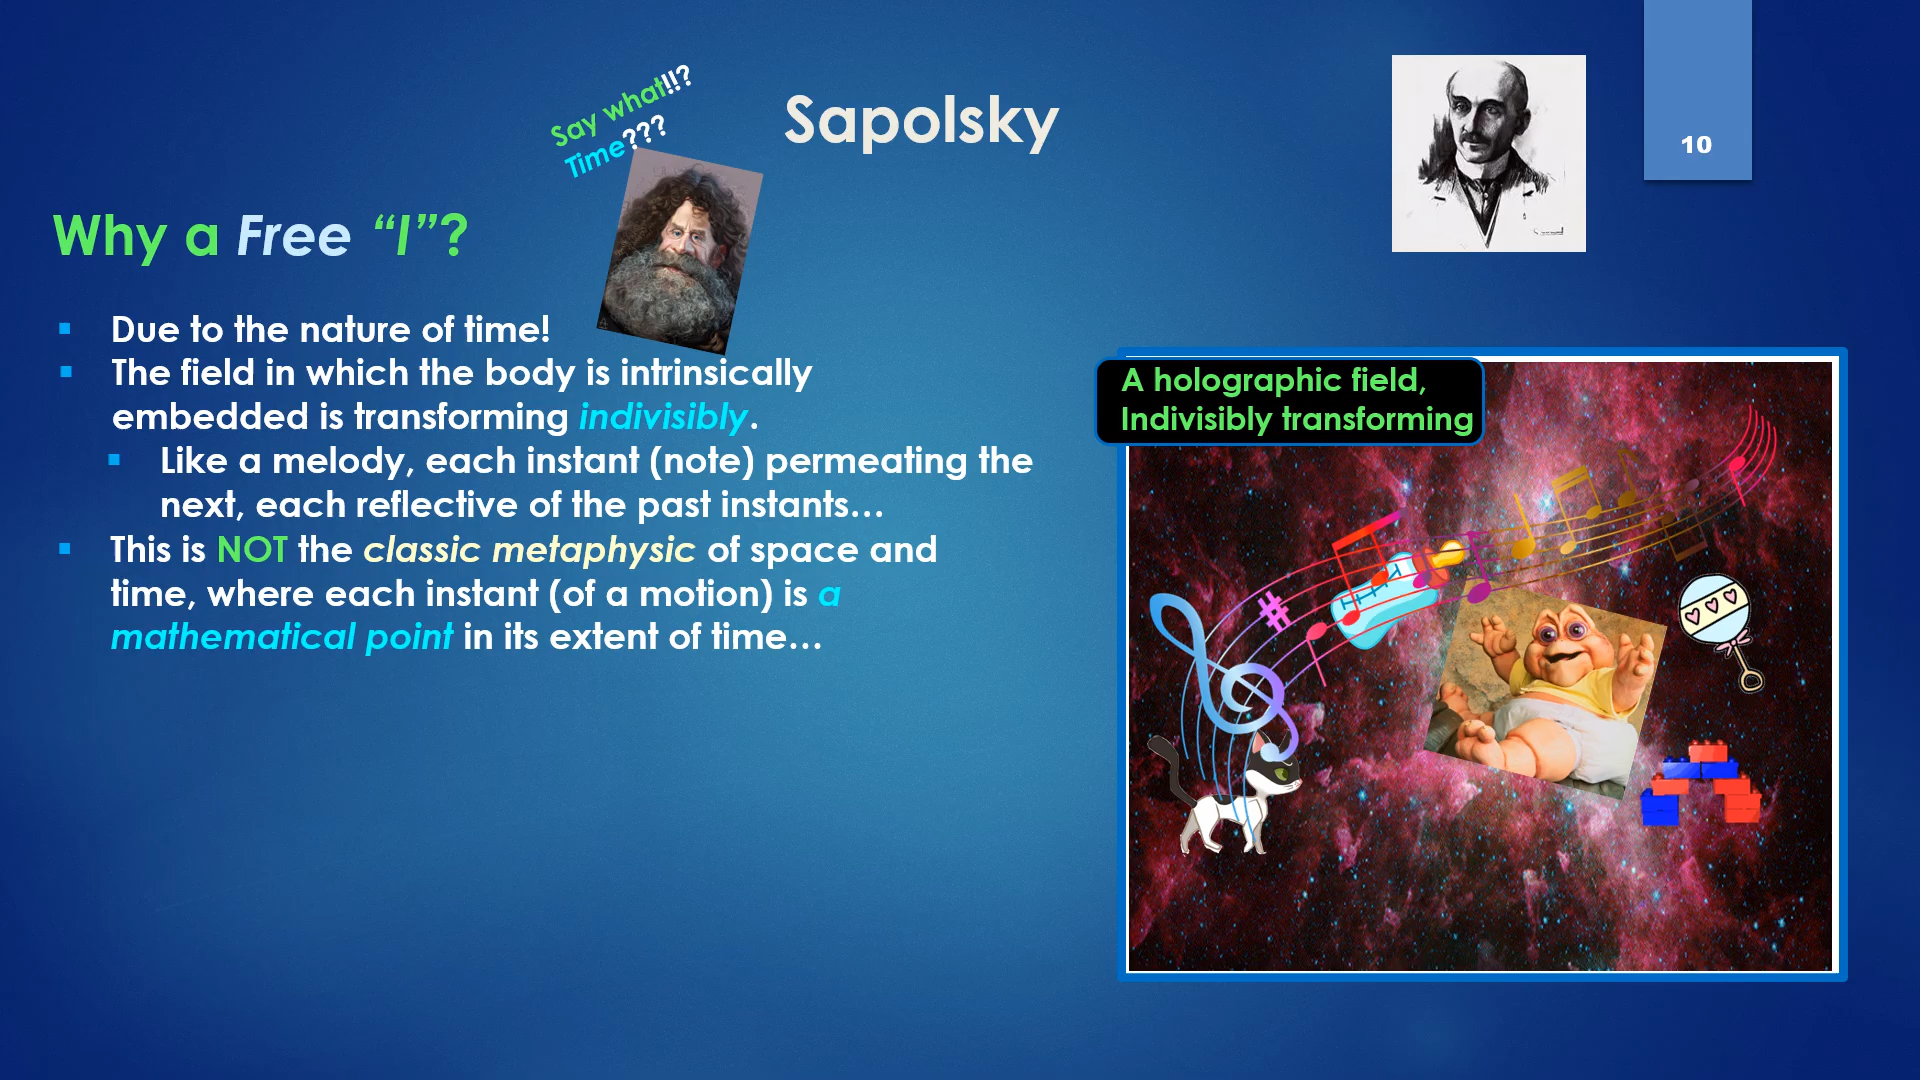 Say what!!!?
Time???
Sapolsky
10
Why a Free “I”?
Due to the nature of time!
The field in which the body is intrinsically
embedded is transforming indivisibly.
Like a melody, each instant (note) permeating the
next, each reflective of the past instants…
This is NOT the classic metaphysic of space and
time, where each instant (of a motion) is a
mathematical point in its extent of time…
A holographic field,
Indivisibly transforming